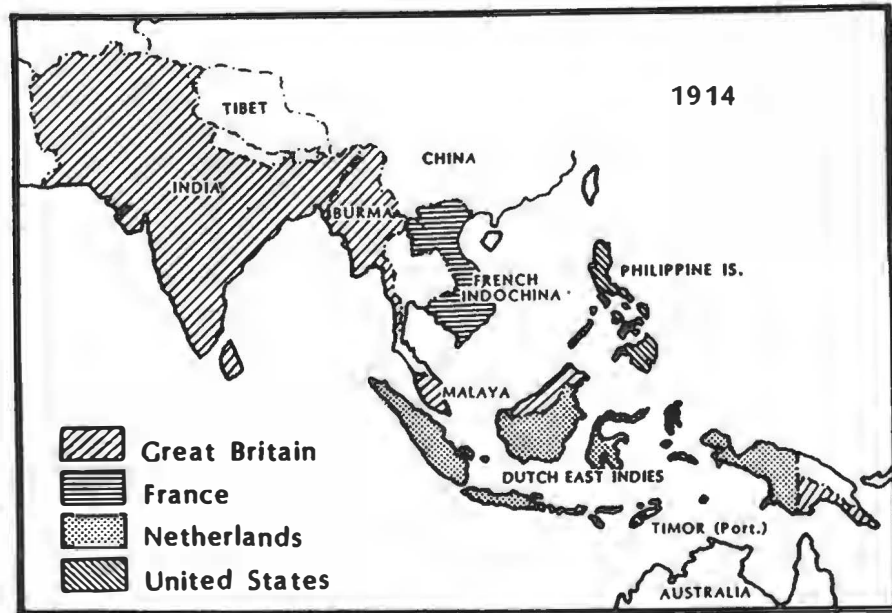 1914
TIBET
CHINA
INDIA
BURMA
PHILIPPINE IS.
FRENCH
INDOCHINA
MALAYA
DUTCH EAST INDIES
TIMOR (Port.)
AUSTRALIA
Great Britain
France
Netherlands
United States